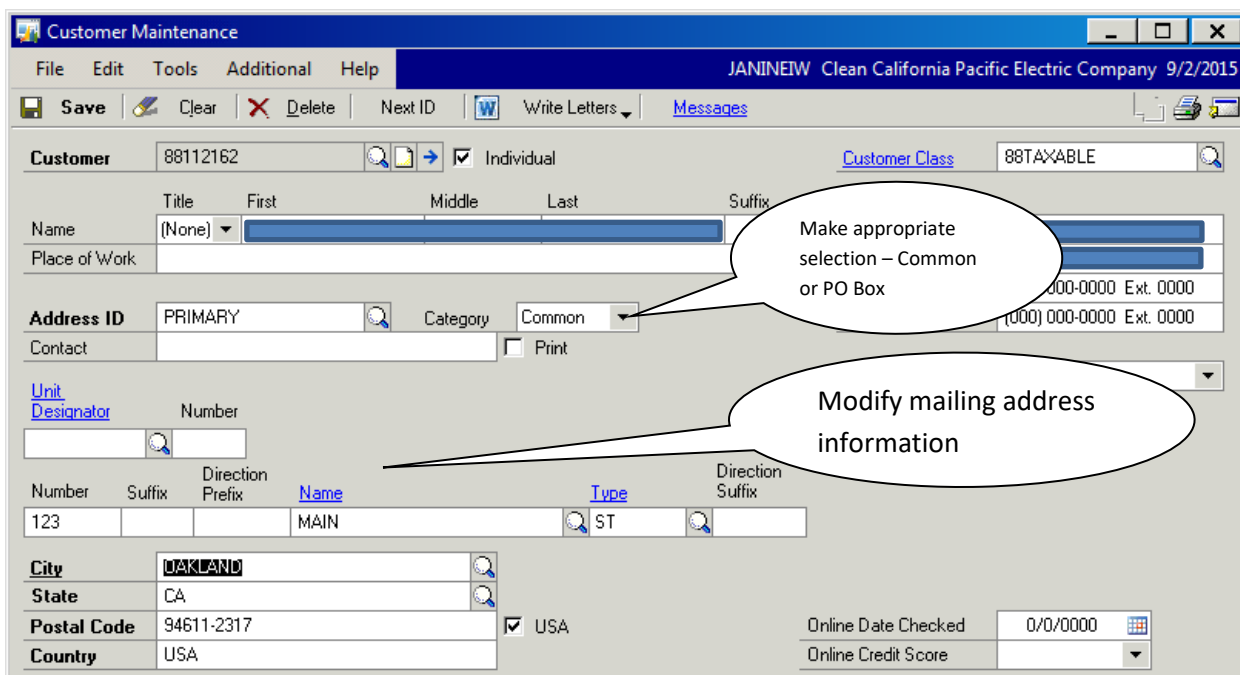 Customer Maintenance
File Edit Tools Additional Help JANINEIW Clean California Pacific Electric Company 9/2/2015
Save Clear Delete Next ID Write Letters Messages
Customer 88112162 Individual Customer Class 88TAXABLE
Title First Middle Last Suffix
Name (None)
Place of Work
Make appropriate
selection – Common
or PO Box
000-0000 Ext. 0000
Address ID PRIMARY Category Common (000) 000-0000 Ext. 0000
Contact Print
Unit
Designator Number
Modify mailing address
information
Number Suffix Direction Prefix Name Type Direction Suffix
123 MAIN ST
City OAKLAND
State CA
Postal Code 94611-2317 USA Online Date Checked 0/0/0000
Country USA Online Credit Score